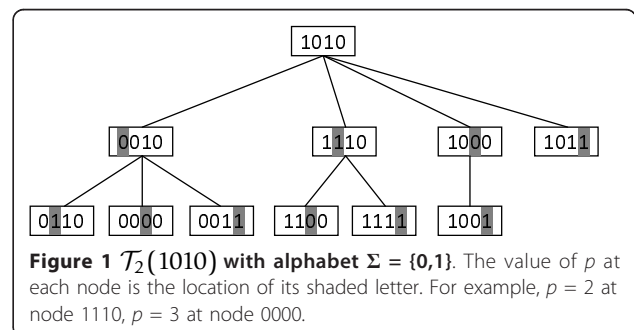 1010
0010 1110 1000 1011
0110 0000 0011 1100 1111 1001
Figure 1 𝒯₂(1010) with alphabet Σ = {0,1}. The value of p at
each node is the location of its shaded letter. For example, p = 2 at
node 1110, p = 3 at node 0000.